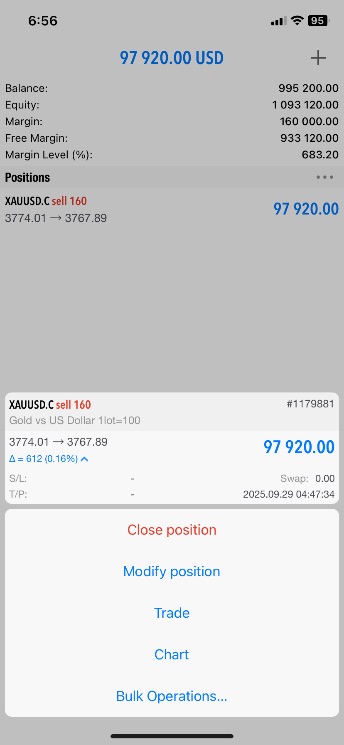 6:56
95
97 920.00 USD
Balance: 995 200.00
Equity: 1 093 120.00
Margin: 160 000.00
Free Margin: 933 120.00
Margin Level (%): 683.20
Positions
XAUUSD.C sell 160
3774.01 → 3767.89 97 920.00
XAUUSD.C sell 160 #1179881
Gold vs US Dollar 1lot=100
3774.01 → 3767.89 97 920.00
Δ = 612 (0.16%)
S/L: - Swap: 0.00
T/P: - 2025.09.29 04:47:34
Close position
Modify position
Trade
Chart
Bulk Operations...